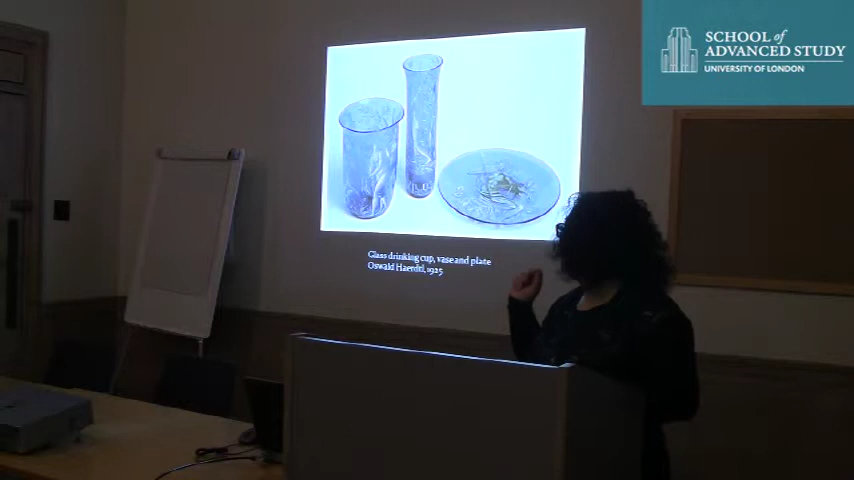 SCHOOL of
ADVANCED STUDY
UNIVERSITY OF LONDON
Glass drinking cup, vase and plate
Oswald Haerdtl, 1925